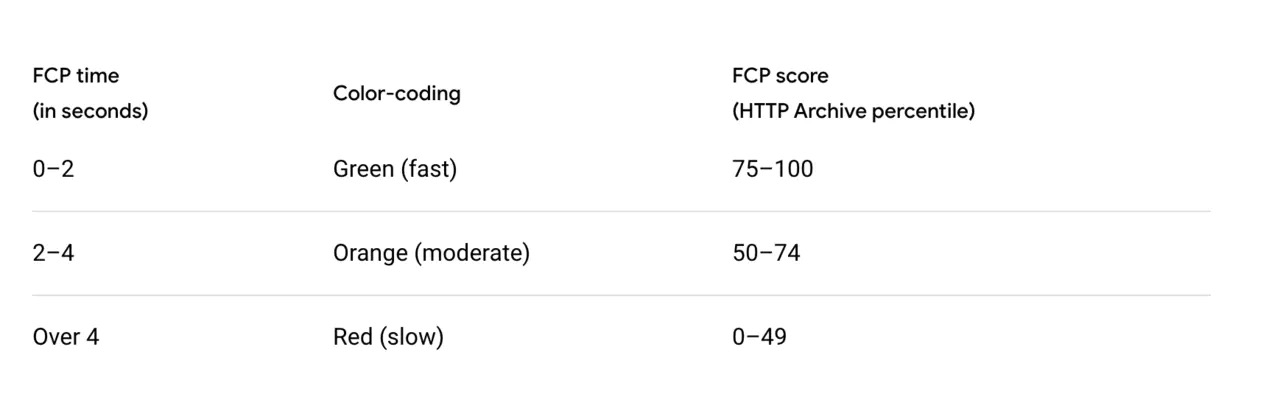 FCP time
(in seconds)
Color-coding
FCP score
(HTTP Archive percentile)
0–2
Green (fast)
75–100
2–4
Orange (moderate)
50–74
Over 4
Red (slow)
0–49